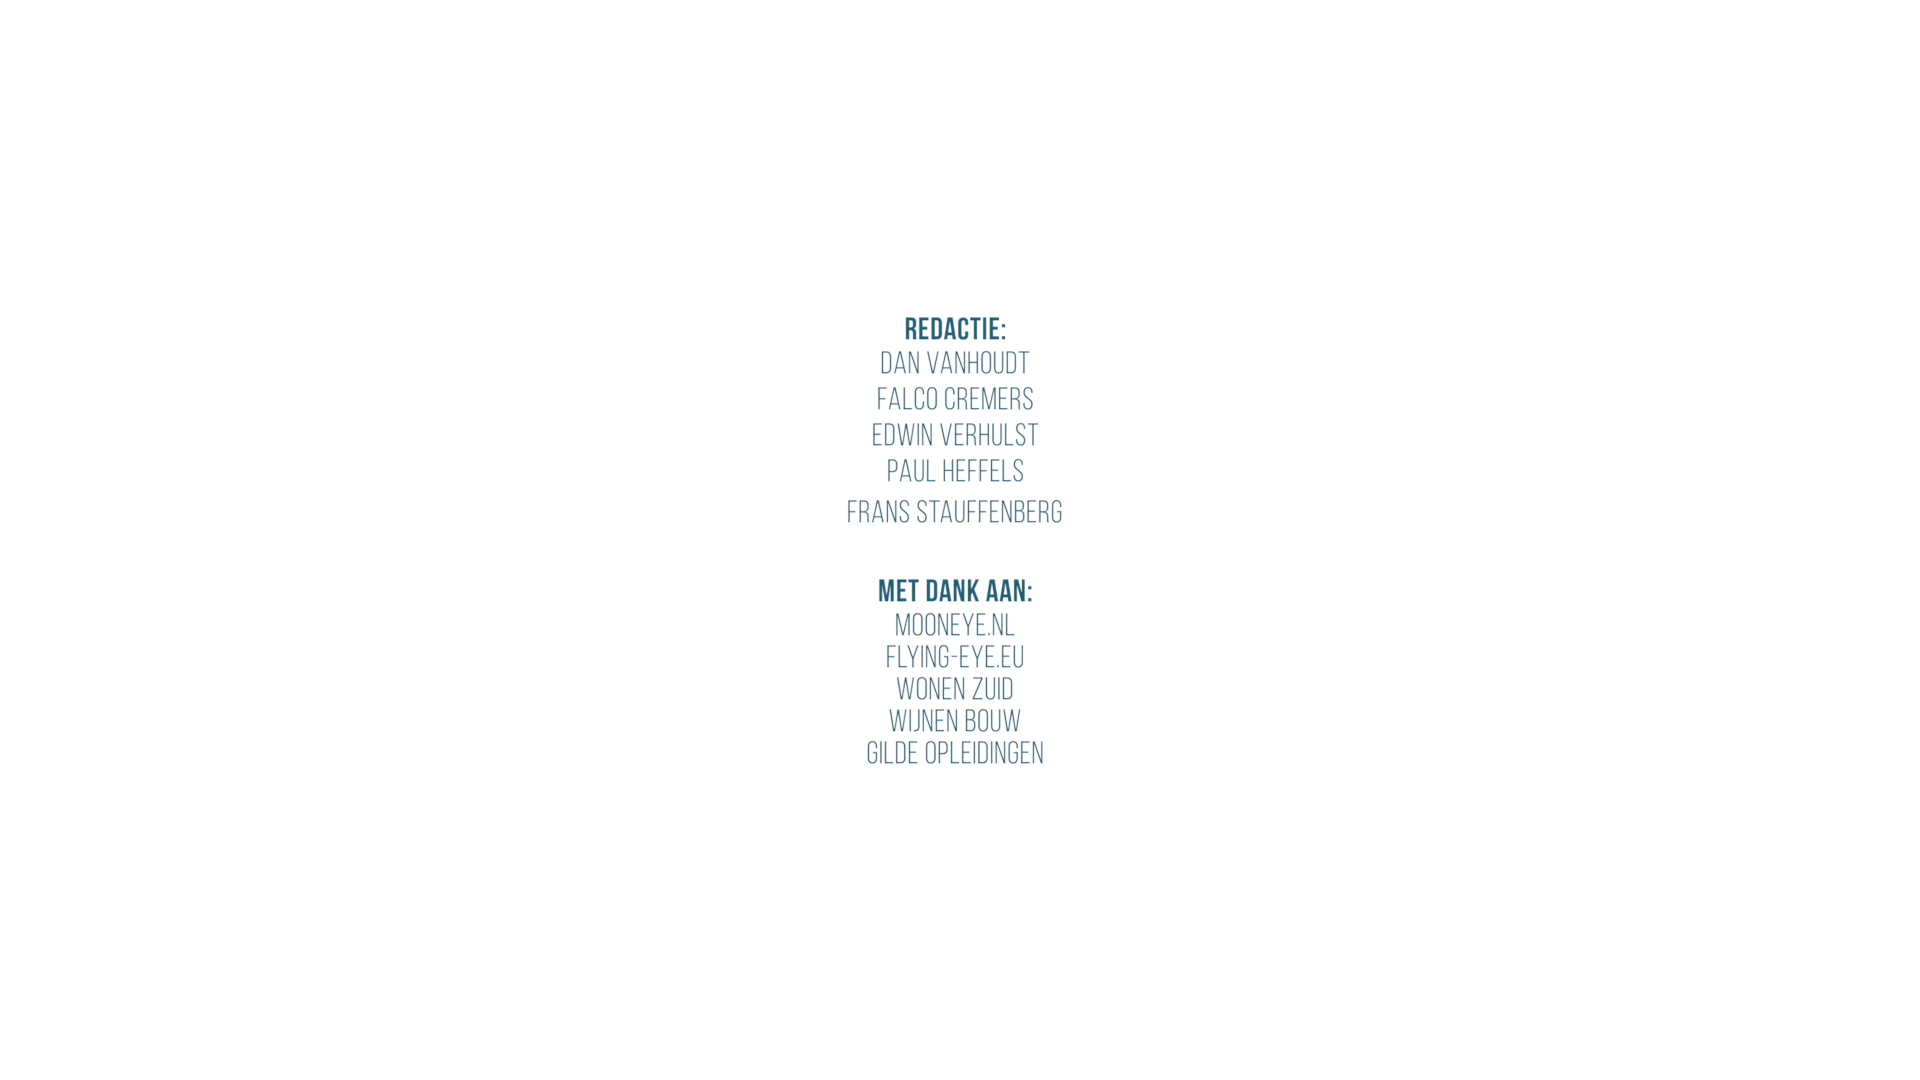 REDACTIE:
DAN VANHOUDT
FALCO CREMERS
EDWIN VERHULST
PAUL HEFFELS
FRANS STAUFFENBERG
MET DANK AAN:
MOONEYE.NL
FLYING-EYE.EU
WONEN ZUID
WIJNEN BOUW
GILDE OPLEIDINGEN